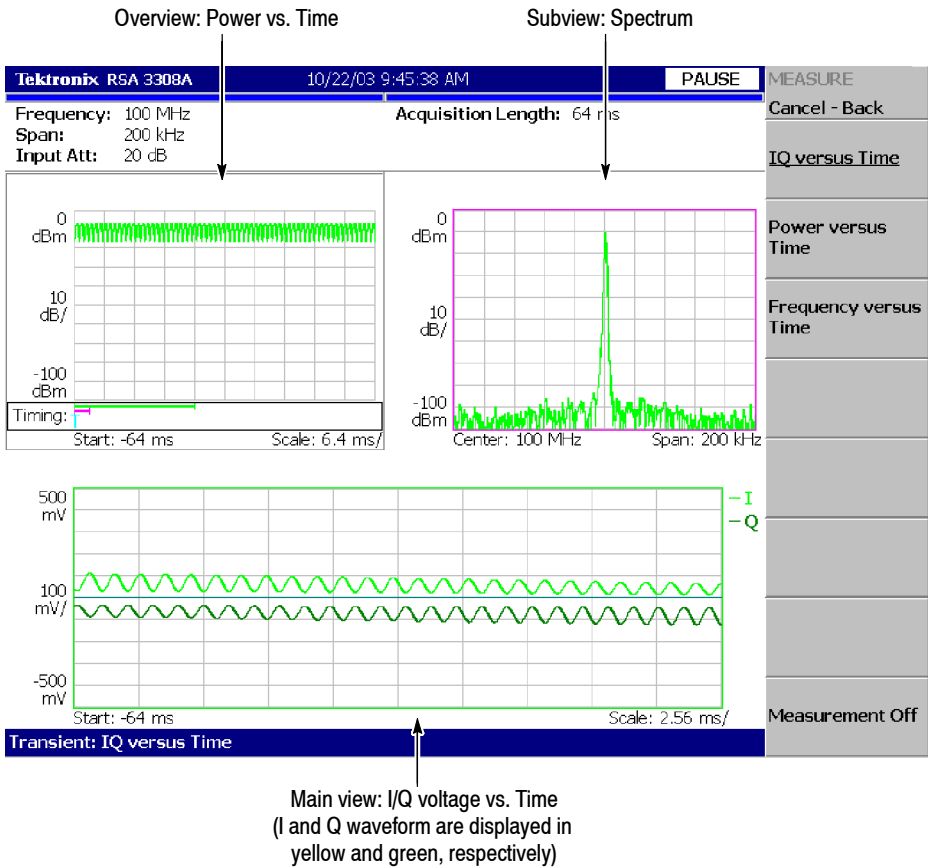 Overview: Power vs. Time
Subview: Spectrum
Tektronix RSA 3308A
10/22/03 9:45:38 AM
PAUSE
MEASURE
Cancel - Back
Frequency: 100 MHz
Acquisition Length: 64 ms
Span: 200 kHz
Input Att: 20 dB
IQ versus Time
Power versus
Time
Frequency versus
Time
Measurement Off
0
dBm
10
dB/
-100
dBm
Timing:
Start: -64 ms
Scale: 6.4 ms/
0
dBm
10
dB/
-100
dBm
Center: 100 MHz
Span: 200 kHz
500
mV
100
mV/
-500
mV
I
Q
Start: -64 ms
Scale: 2.56 ms/
Transient: IQ versus Time
Main view: I/Q voltage vs. Time
(I and Q waveform are displayed in
yellow and green, respectively)